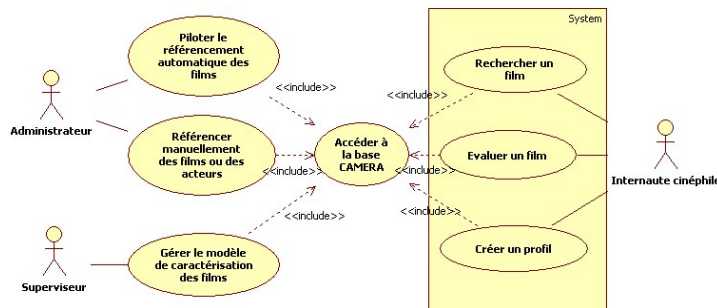 System
Piloter le
référencement
automatique des
films
<<include>>
Rechercher un
film
<<include>>
Administrateur
Référencer
manuellement
des films ou des
acteurs
<<include>>
Accéder à
la base
CAMERA
<<include>>
Evaluer un film
Internaute cinéphile
<<include>>
<<include>>
Gérer le modèle
de caractérisation
des films
Créer un profil
Superviseur